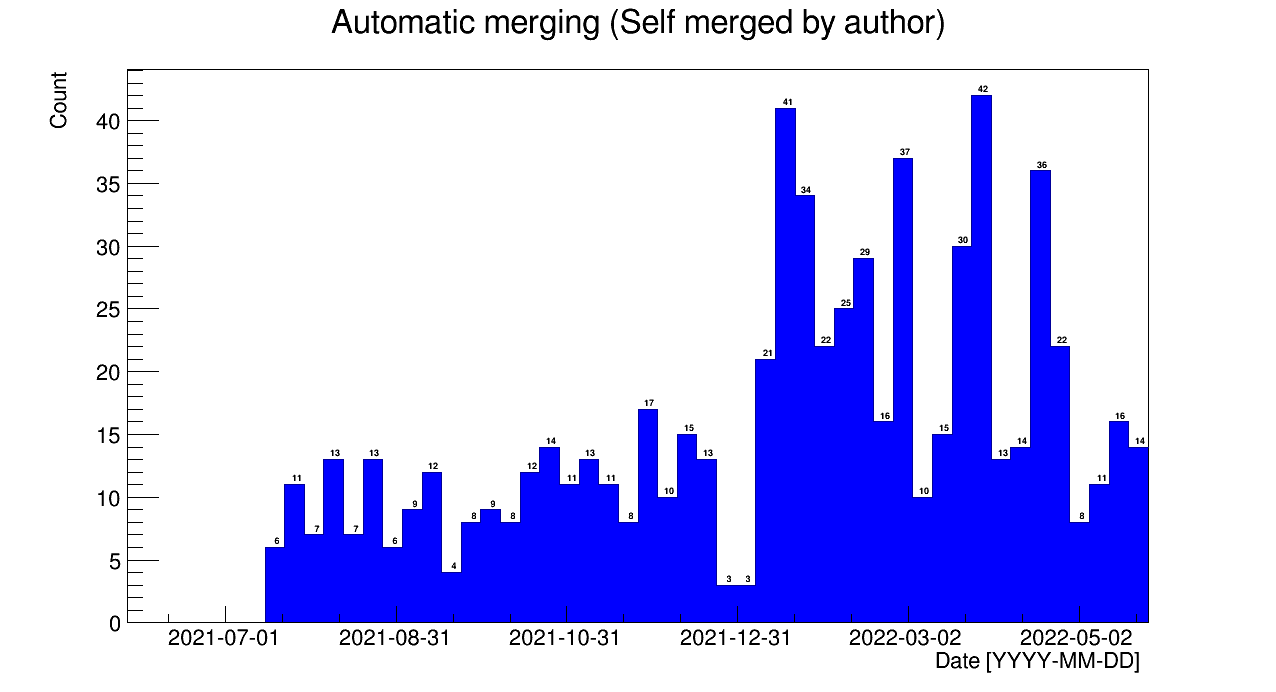 Automatic merging (Self merged by author)
Count
40
35
30
25
20
15
10
5
0
6 11 7 13 7 13 6 9 12 4 8 9 8 12 14 11 13 11 8 17 10 15 13 3 3 21 41 34 22 25 29 16 37 10 15 30 42 13 14 36 22 8 11 16 14
2021-07-01 2021-08-31 2021-10-31 2021-12-31 2022-03-02 2022-05-02
Date [YYYY-MM-DD]